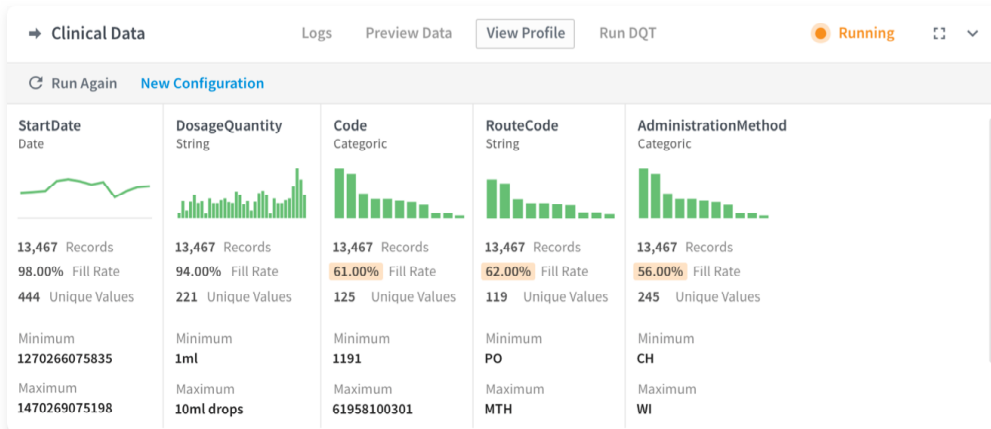 Clinical Data Logs Preview Data View Profile Run DQT Running
Run Again New Configuration
StartDate
Date
13,467 Records
98.00% Fill Rate
444 Unique Values
Minimum
1270266075835
Maximum
1470269075198
DosageQuantity
String
13,467 Records
94.00% Fill Rate
221 Unique Values
Minimum
1ml
Maximum
10ml drops
Code
Categoric
13,467 Records
61.00% Fill Rate
125 Unique Values
Minimum
1191
Maximum
61958100301
RouteCode
String
13,467 Records
62.00% Fill Rate
119 Unique Values
Minimum
PO
Maximum
MTH
AdministrationMethod
Categoric
13,467 Records
56.00% Fill Rate
245 Unique Values
Minimum
CH
Maximum
WI